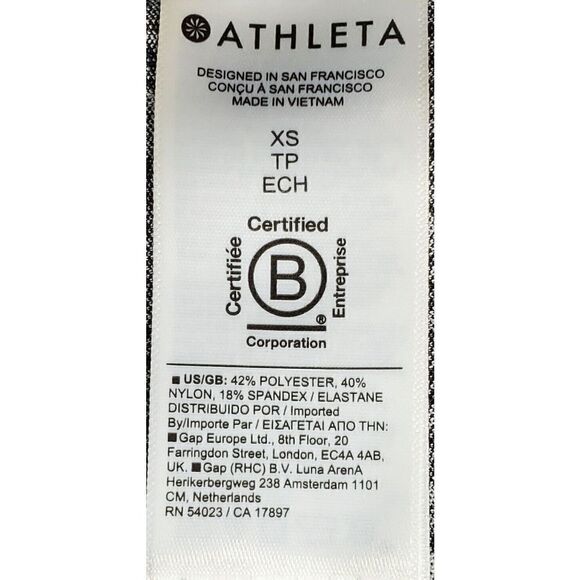 ATHLETA
DESIGNED IN SAN FRANCISCO
CONÇU À SAN FRANCISCO
MADE IN VIETNAM
XS
TP
ECH
Certified
Certifiée
B
Entreprise
®
Corporation
■ US/GB: 42% POLYESTER, 40%
NYLON, 18% SPANDEX / ELASTANE
DISTRIBUIDO POR / Imported
By/Importe Par / ΕΙΣΑΓΕΤΑΙ ΑΠΟ ΤΗΝ:
■ Gap Europe Ltd., 8th Floor, 20
Farringdon Street, London, EC4A 4AB,
UK. ■ Gap (RHC) B.V. Luna ArenA
Herikerbergweg 238 Amsterdam 1101
CM, Netherlands
RN 54023 / CA 17897